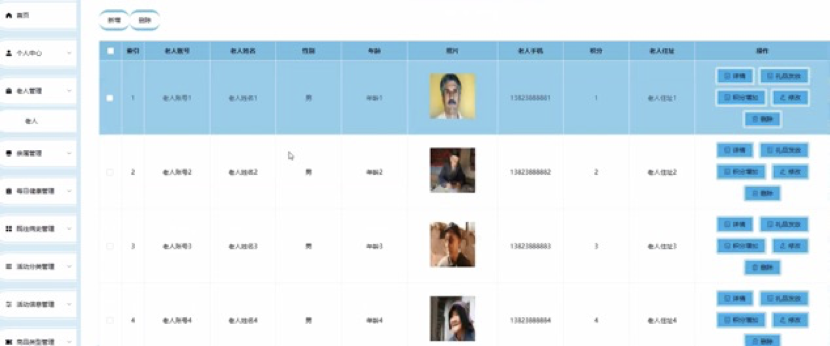 首页
个人中心
老人管理
老人
亲属管理
每日健康管理
既往病史管理
活动分类管理
活动信息管理
商品类型管理
新增 删除
索引 老人账号 老人姓名 性别 年龄 照片 老人手机 积分 老人住址 操作
1 老人账号1 老人姓名1 男 年龄1 13823888881 1 老人住址1
详情 礼品发放
积分增加 修改
删除
2 老人账号2 老人姓名2 男 年龄2 13823888882 2 老人住址2
详情 礼品发放
积分增加 修改
删除
3 老人账号3 老人姓名3 男 年龄3 13823888883 3 老人住址3
详情 礼品发放
积分增加 修改
删除
4 老人账号4 老人姓名4 男 年龄4 13823888884 4 老人住址4
详情 礼品发放
积分增加 修改
删除